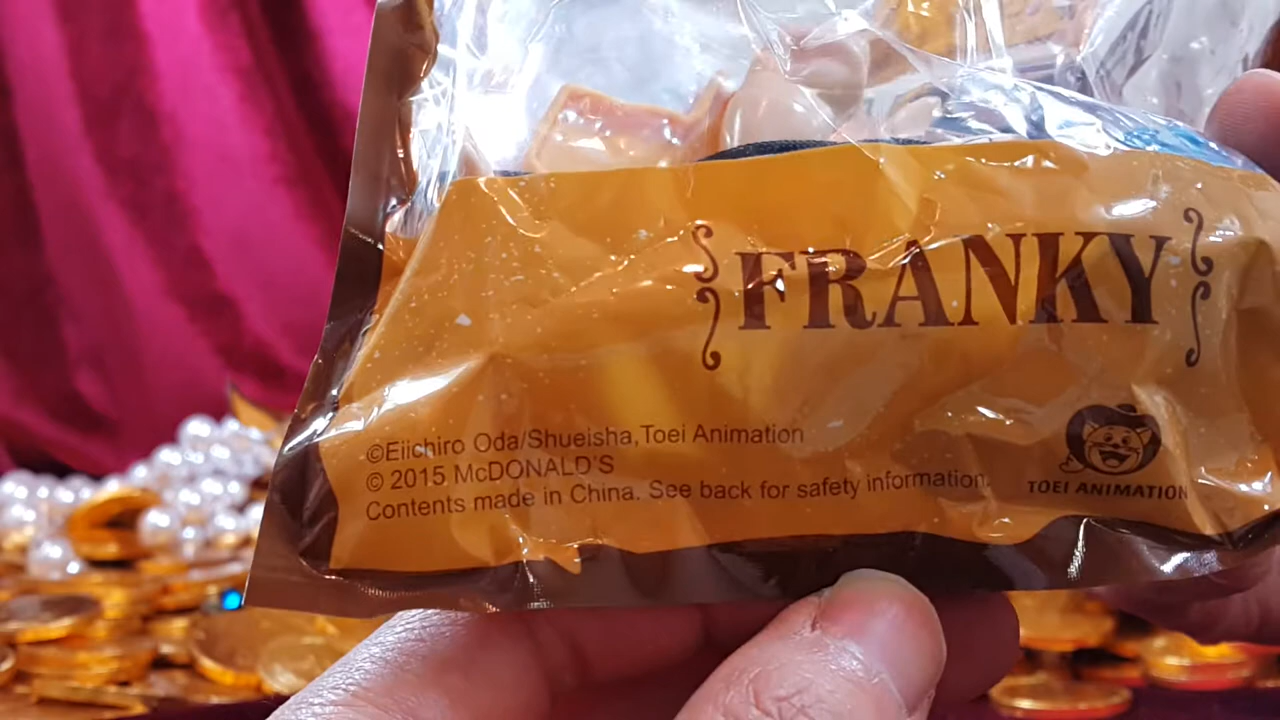 FRANKY
©Eiichiro Oda/Shueisha,Toei Animation
© 2015 McDONALD'S
Contents made in China. See back for safety information.
TOEI ANIMATION